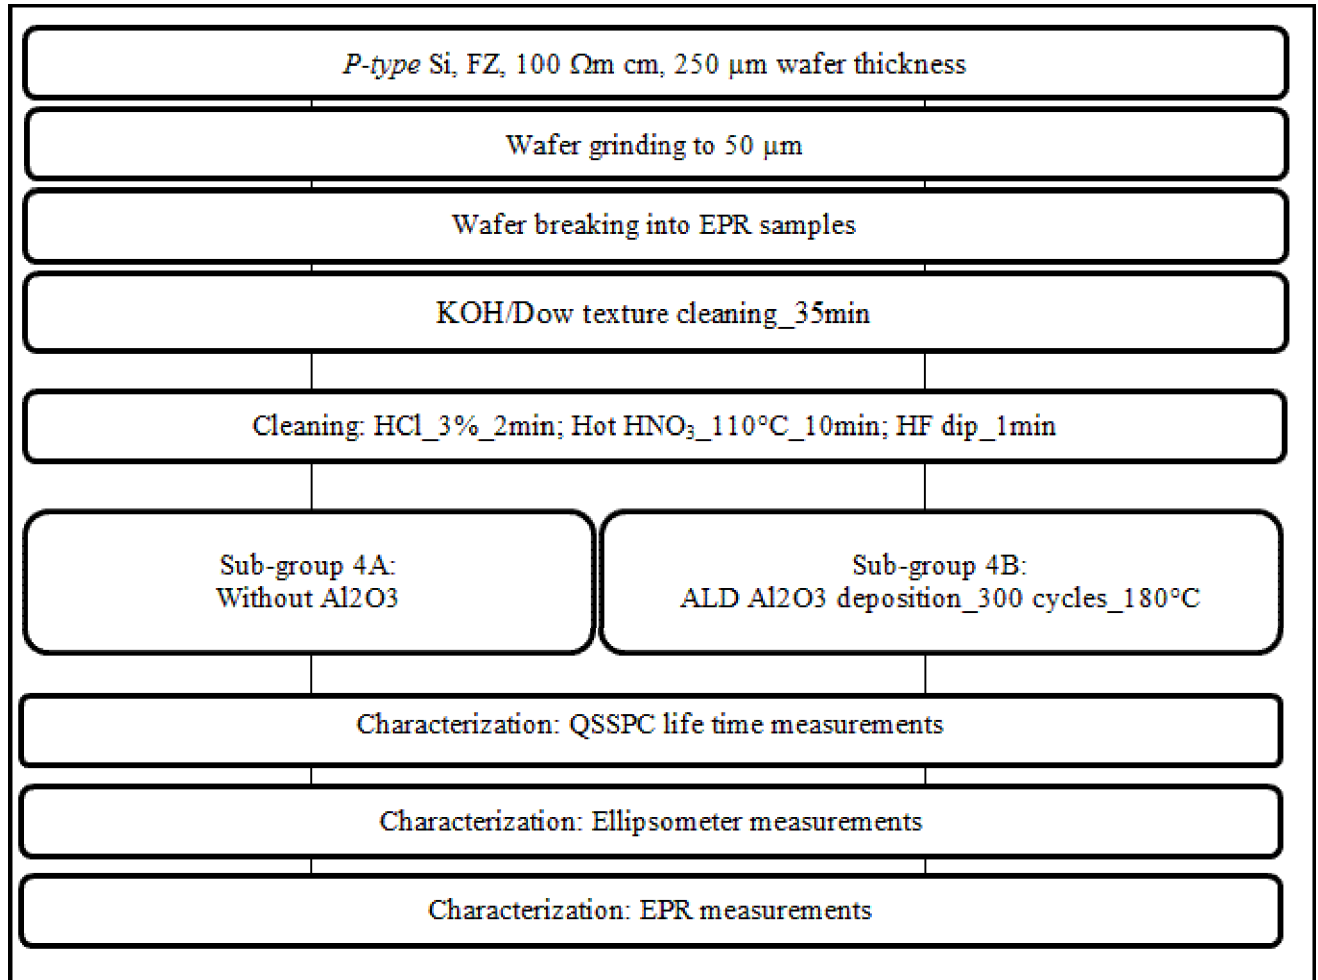 P-type Si, FZ, 100 Ωm cm, 250 µm wafer thickness
Wafer grinding to 50 µm
Wafer breaking into EPR samples
KOH/Dow texture cleaning_35min
Cleaning: HCl_3%_2min; Hot HNO₃_110°C_10min; HF dip_1min
Sub-group 4A:
Without Al2O3
Sub-group 4B:
ALD Al2O3 deposition_300 cycles_180°C
Characterization: QSSPC life time measurements
Characterization: Ellipsometer measurements
Characterization: EPR measurements